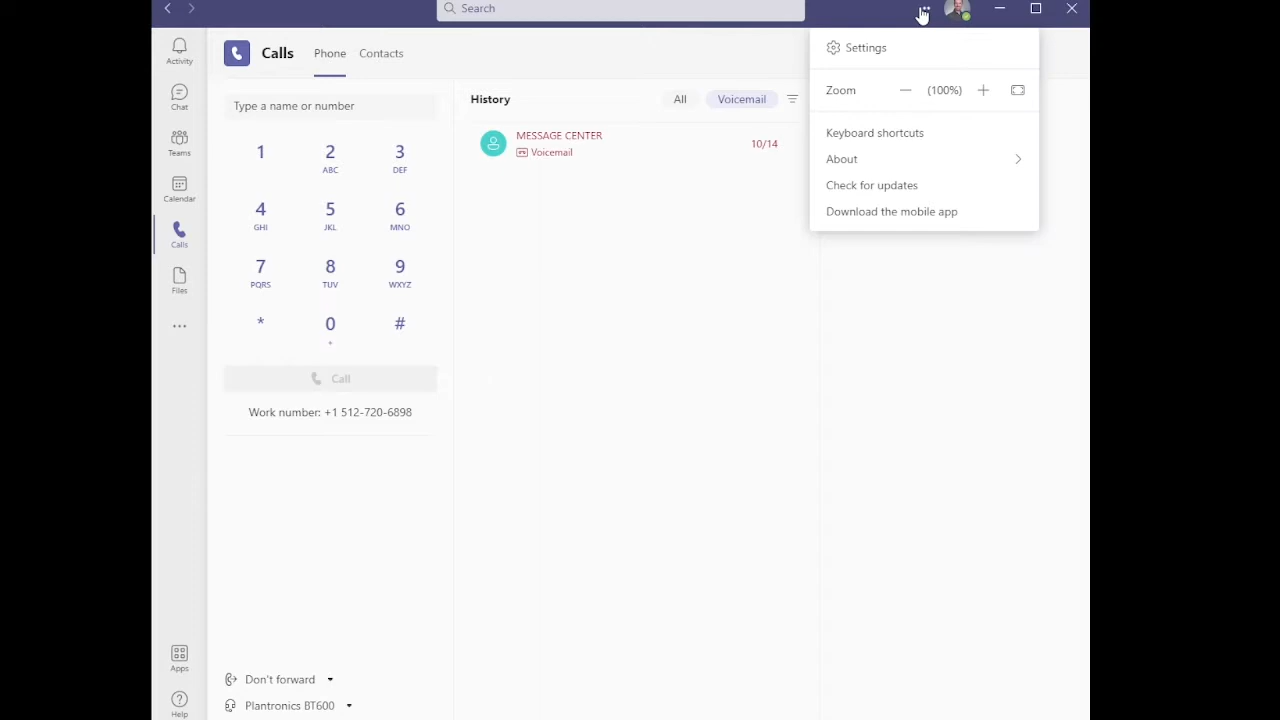 Search
Activity
Chat
Teams
Calendar
Calls
Files
Apps
Help
Calls
Phone
Contacts
Type a name or number
1
2
3
ABC
DEF
4
5
6
GHI
JKL
MNO
7
8
9
PQRS
TUV
WXYZ
*
0
#
+
Call
Work number: +1 512-720-6898
Don't forward
Plantronics BT600
History
All
Voicemail
MESSAGE CENTER
Voicemail
10/14
Settings
Zoom
(100%)
Keyboard shortcuts
About
Check for updates
Download the mobile app